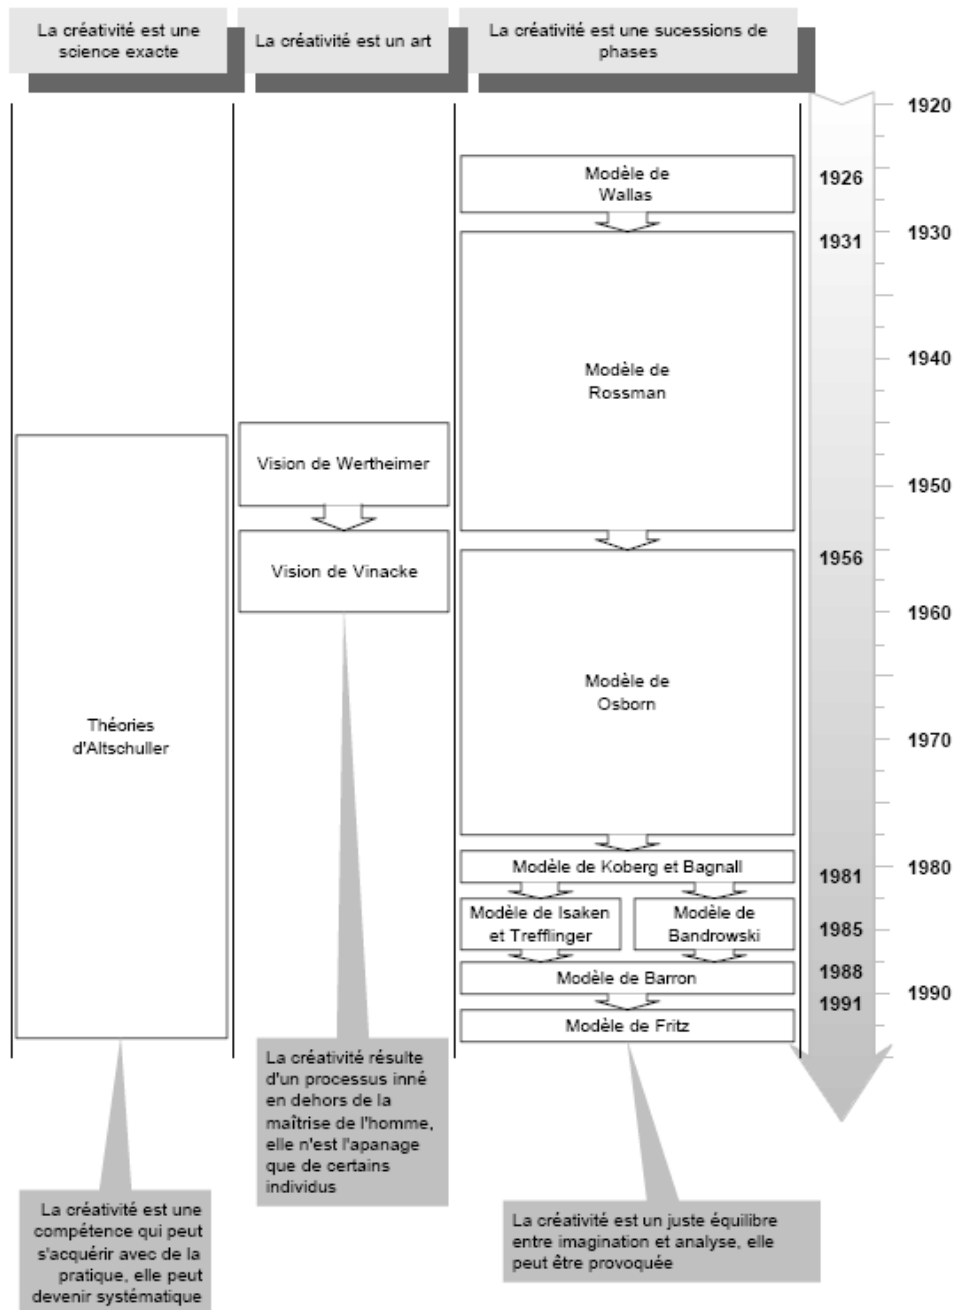 La créativité est une
science exacte
La créativité est un art
La créativité est une sucessions de
phases
1920
Modèle de
Wallas
1926
1930
1931
Modèle de
Rossman
1940
Vision de Wertheimer
1950
Vision de Vinacke
1956
1960
Modèle de
Osborn
Théories
d'Altschuller
1970
Modèle de Koberg et Bagnall
1980
1981
Modèle de Isaken
et Trefflinger
Modèle de
Bandrowski
1985
Modèle de Barron
1988
1990
1991
Modèle de Fritz
La créativité résulte
d'un processus inné
en dehors de la
maîtrise de l'homme,
elle n'est l'apanage
que de certains
individus
La créativité est une
compétence qui peut
s'acquérir avec de la
pratique, elle peut
devenir systématique
La créativité est un juste équilibre
entre imagination et analyse, elle
peut être provoquée